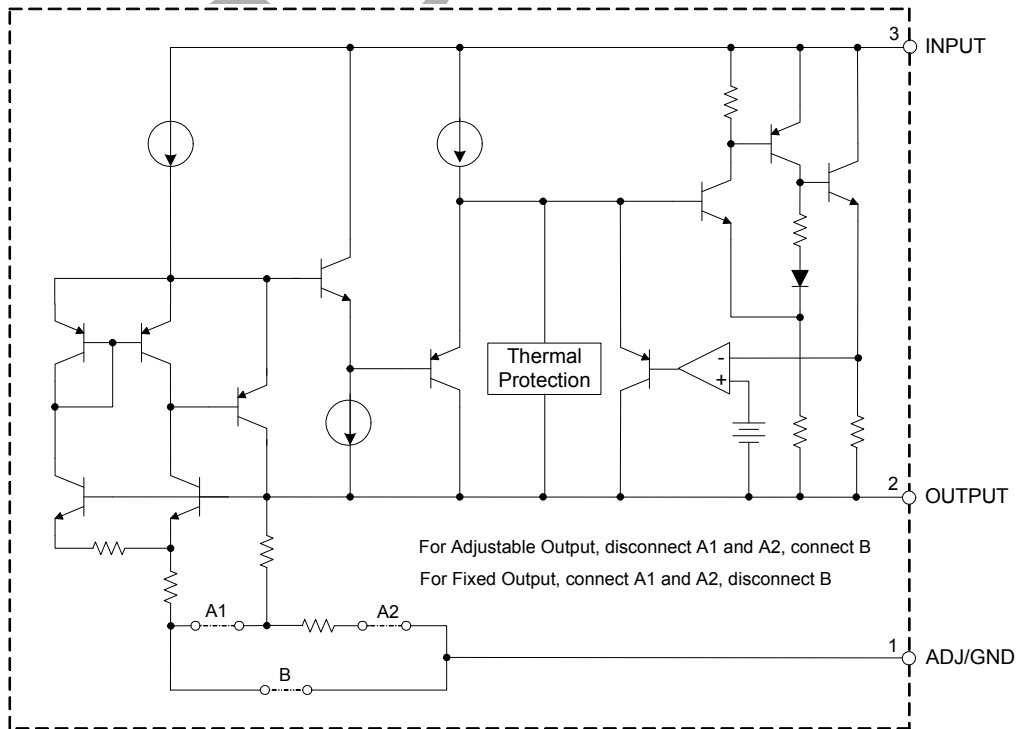 3 INPUT
Thermal
Protection
-
+
2 OUTPUT
For Adjustable Output, disconnect A1 and A2, connect B
For Fixed Output, connect A1 and A2, disconnect B
A1 A2
1 ADJ/GND
B